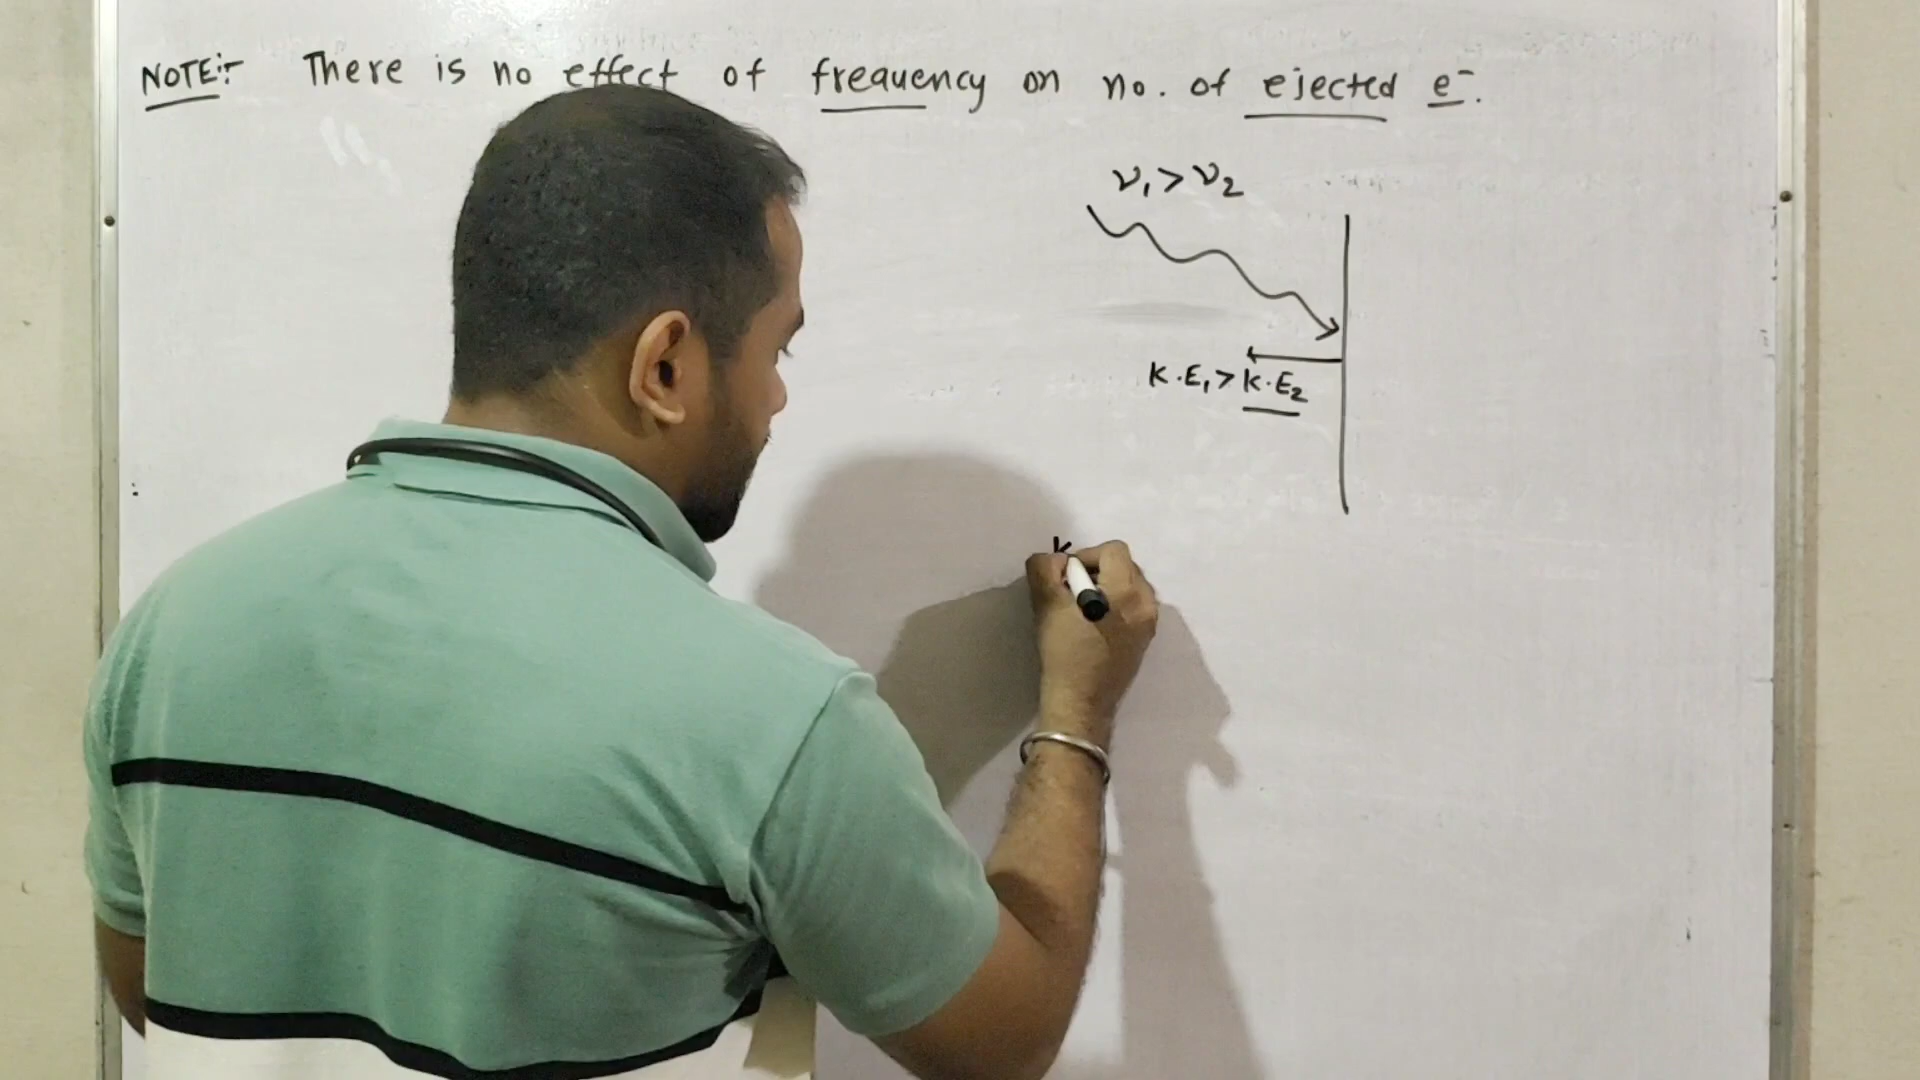 NOTE:- There is no effect of frequency on no. of ejected e⁻.
ν₁ > ν₂
K.E₁ > K.E₂
K